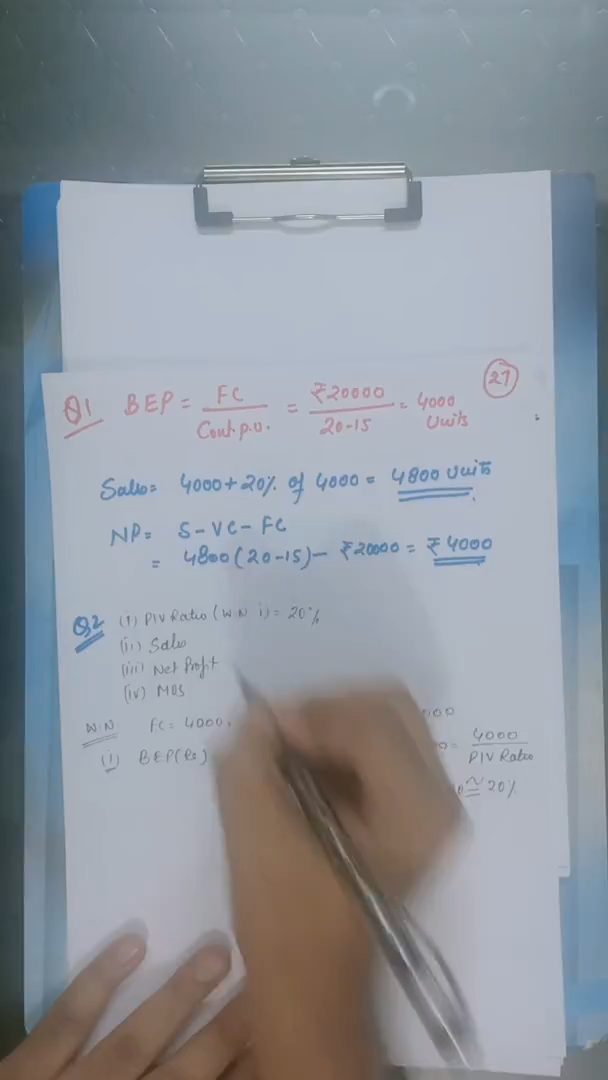 27
Q1 BEP = FC / Cont.p.u. = ₹20000 / 20-15 = 4000 Units
Sales = 4000 + 20% of 4000 = 4800 Units
NP = S - VC - FC
= 4800 (20-15) - ₹20000 = ₹4000
Q2 (i) P/V Ratio (W.N i) = 20%
(ii) Sales
(iii) Net Profit
(iv) MOS
W.N. FC = 4000,
(i) BEP (Rs) = 4000 / P/V Ratio
≅ 20%